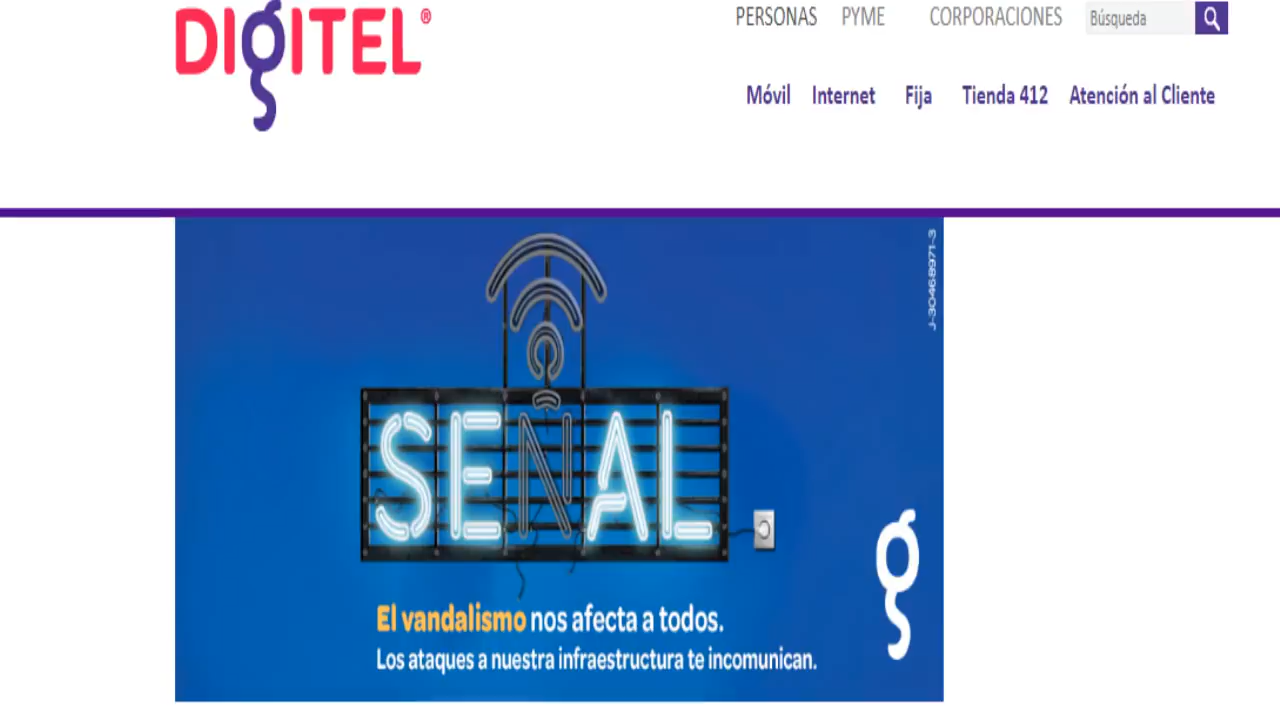 DIGITEL®
PERSONAS PYME CORPORACIONES Búsqueda
Móvil Internet Fija Tienda 412 Atención al Cliente
J-30468971-3
SEÑAL
El vandalismo nos afecta a todos.
Los ataques a nuestra infraestructura te incomunican.